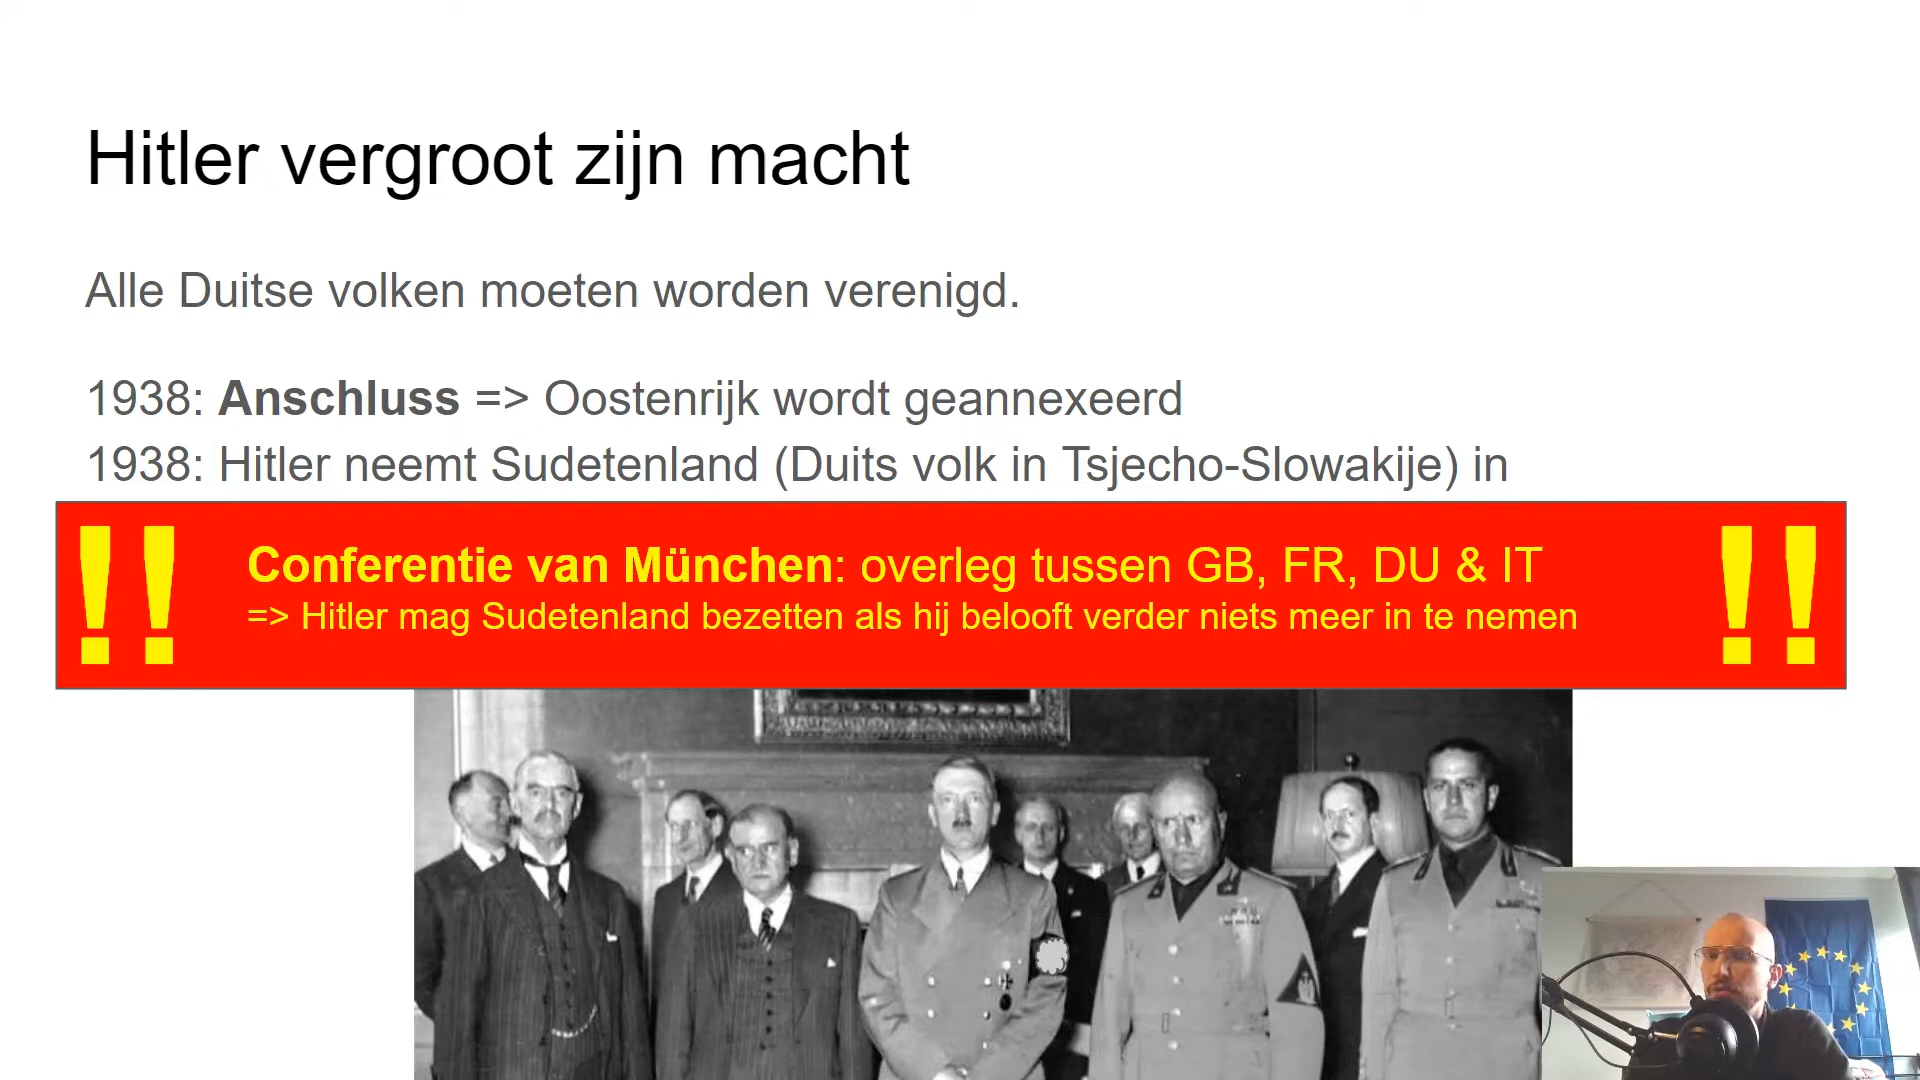 Hitler vergroot zijn macht
Alle Duitse volken moeten worden verenigd.
1938: Anschluss => Oostenrijk wordt geannexeerd
1938: Hitler neemt Sudetenland (Duits volk in Tsjecho-Slowakije) in
!! Conferentie van München: overleg tussen GB, FR, DU & IT !!
=> Hitler mag Sudetenland bezetten als hij belooft verder niets meer in te nemen